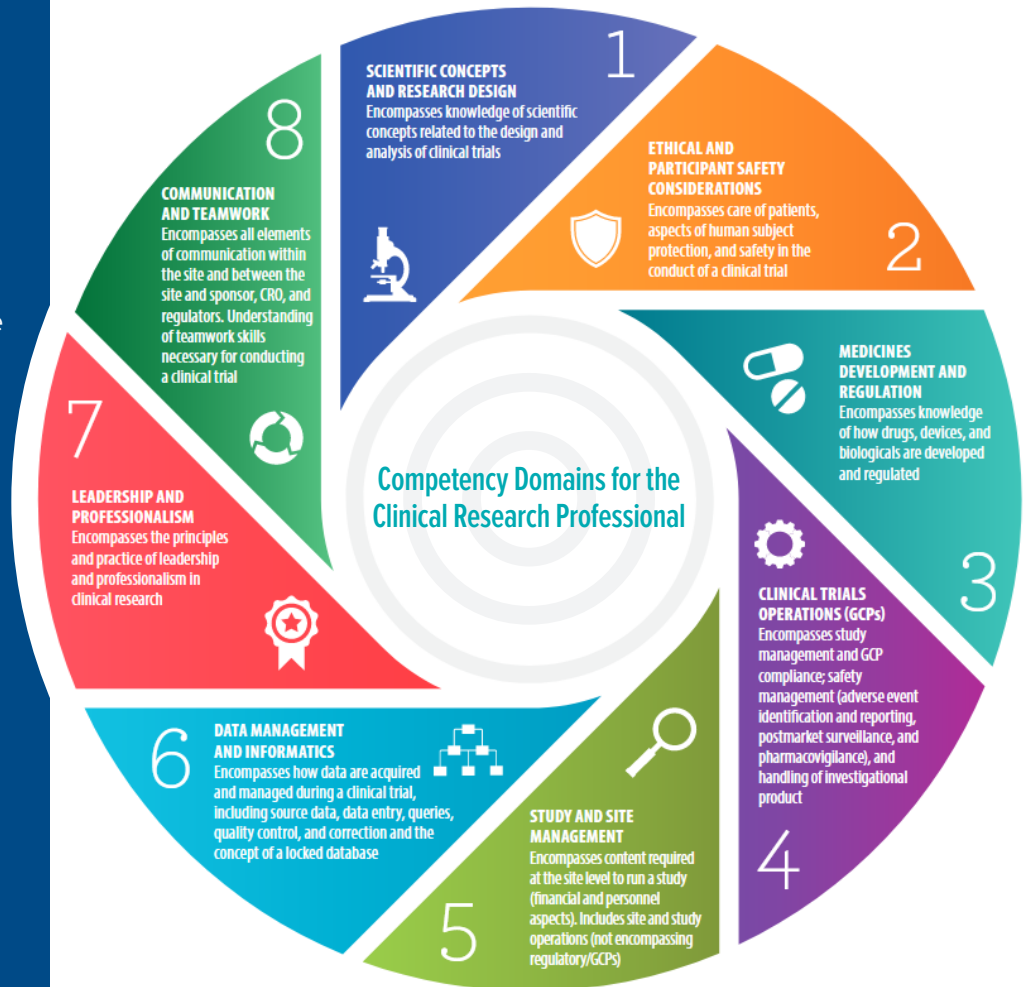 1
SCIENTIFIC CONCEPTS
AND RESEARCH DESIGN
Encompasses knowledge of scientific
concepts related to the design and
analysis of clinical trials
2
ETHICAL AND
PARTICIPANT SAFETY
CONSIDERATIONS
Encompasses care of patients,
aspects of human subject
protection, and safety in the
conduct of a clinical trial
3
MEDICINES
DEVELOPMENT AND
REGULATION
Encompasses knowledge
of how drugs, devices, and
biologicals are developed
and regulated
4
CLINICAL TRIALS
OPERATIONS (GCPs)
Encompasses study
management and GCP
compliance; safety
management (adverse event
identification and reporting,
postmarket surveillance, and
pharmacovigilance), and
handling of investigational
product
5
STUDY AND SITE
MANAGEMENT
Encompasses content required
at the site level to run a study
(financial and personnel
aspects). Includes site and study
operations (not encompassing
regulatory/GCPs)
6
DATA MANAGEMENT
AND INFORMATICS
Encompasses how data are acquired
and managed during a clinical trial,
including source data, data entry, queries,
quality control, and correction and the
concept of a locked database
7
LEADERSHIP AND
PROFESSIONALISM
Encompasses the principles
and practice of leadership
and professionalism in
clinical research
8
COMMUNICATION
AND TEAMWORK
Encompasses all elements
of communication within
the site and between the
site and sponsor, CRO, and
regulators. Understanding
of teamwork skills
necessary for conducting
a clinical trial
Competency Domains for the
Clinical Research Professional